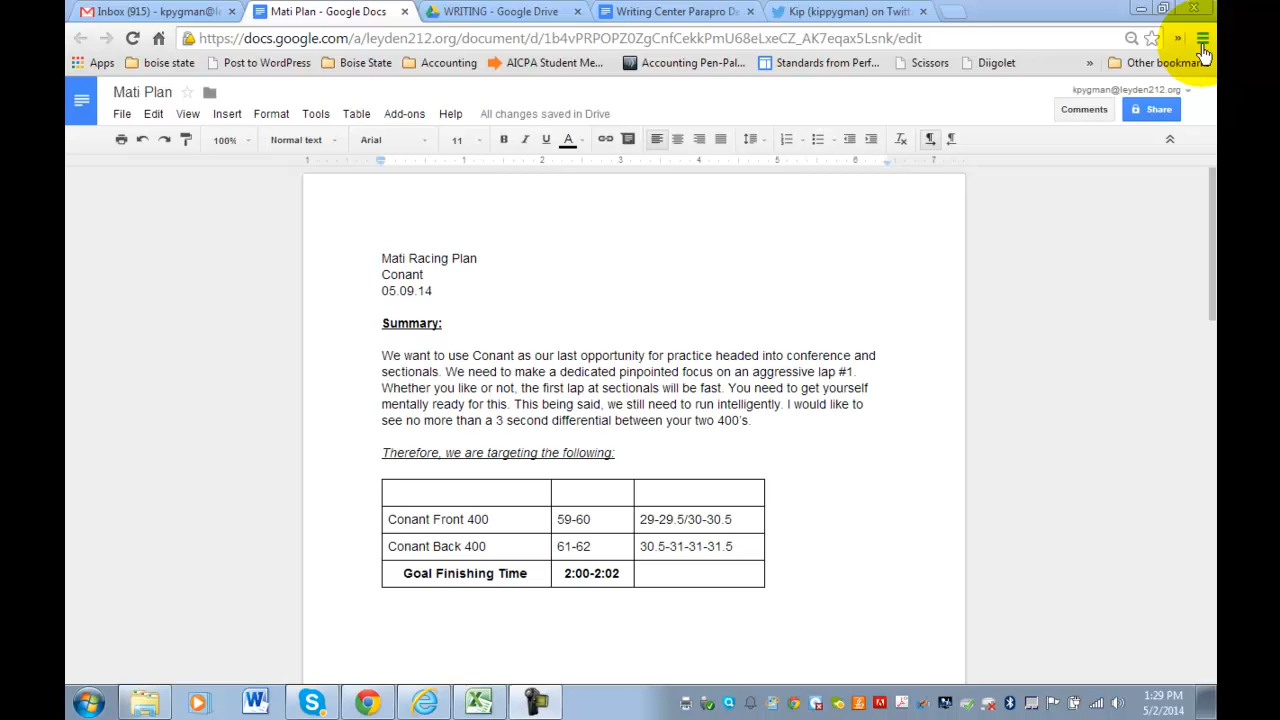 Inbox (915) - kpygman@l
Mati Plan - Google Docs
WRITING - Google Drive
Writing Center Parapro De
Kip (kippygman) on Twitt
https://docs.google.com/a/leyden212.org/document/d/1b4vPRPOPZ0ZgCnfCekkPmU68eLxeCZ_AK7eqax5Lsnk/edit
»
Apps
boise state
Post to WordPress
Boise State
Accounting
AICPA Student Me...
Accounting Pen-Pal...
Standards from Perf...
Scissors
Diigolet
»
Other bookmar
Mati Plan
kpygman@leyden212.org
File Edit View Insert Format Tools Table Add-ons Help All changes saved in Drive
Comments
Share
100% Normal text Arial 11 B I U A
1 1 2 3 4 5 6 7
Mati Racing Plan
Conant
05.09.14
Summary:
We want to use Conant as our last opportunity for practice headed into conference and
sectionals. We need to make a dedicated pinpointed focus on an aggressive lap #1.
Whether you like or not, the first lap at sectionals will be fast. You need to get yourself
mentally ready for this. This being said, we still need to run intelligently. I would like to
see no more than a 3 second differential between your two 400's.
Therefore, we are targeting the following:
Conant Front 400 59-60 29-29.5/30-30.5
Conant Back 400 61-62 30.5-31-31-31.5
Goal Finishing Time 2:00-2:02
1:29 PM
5/2/2014